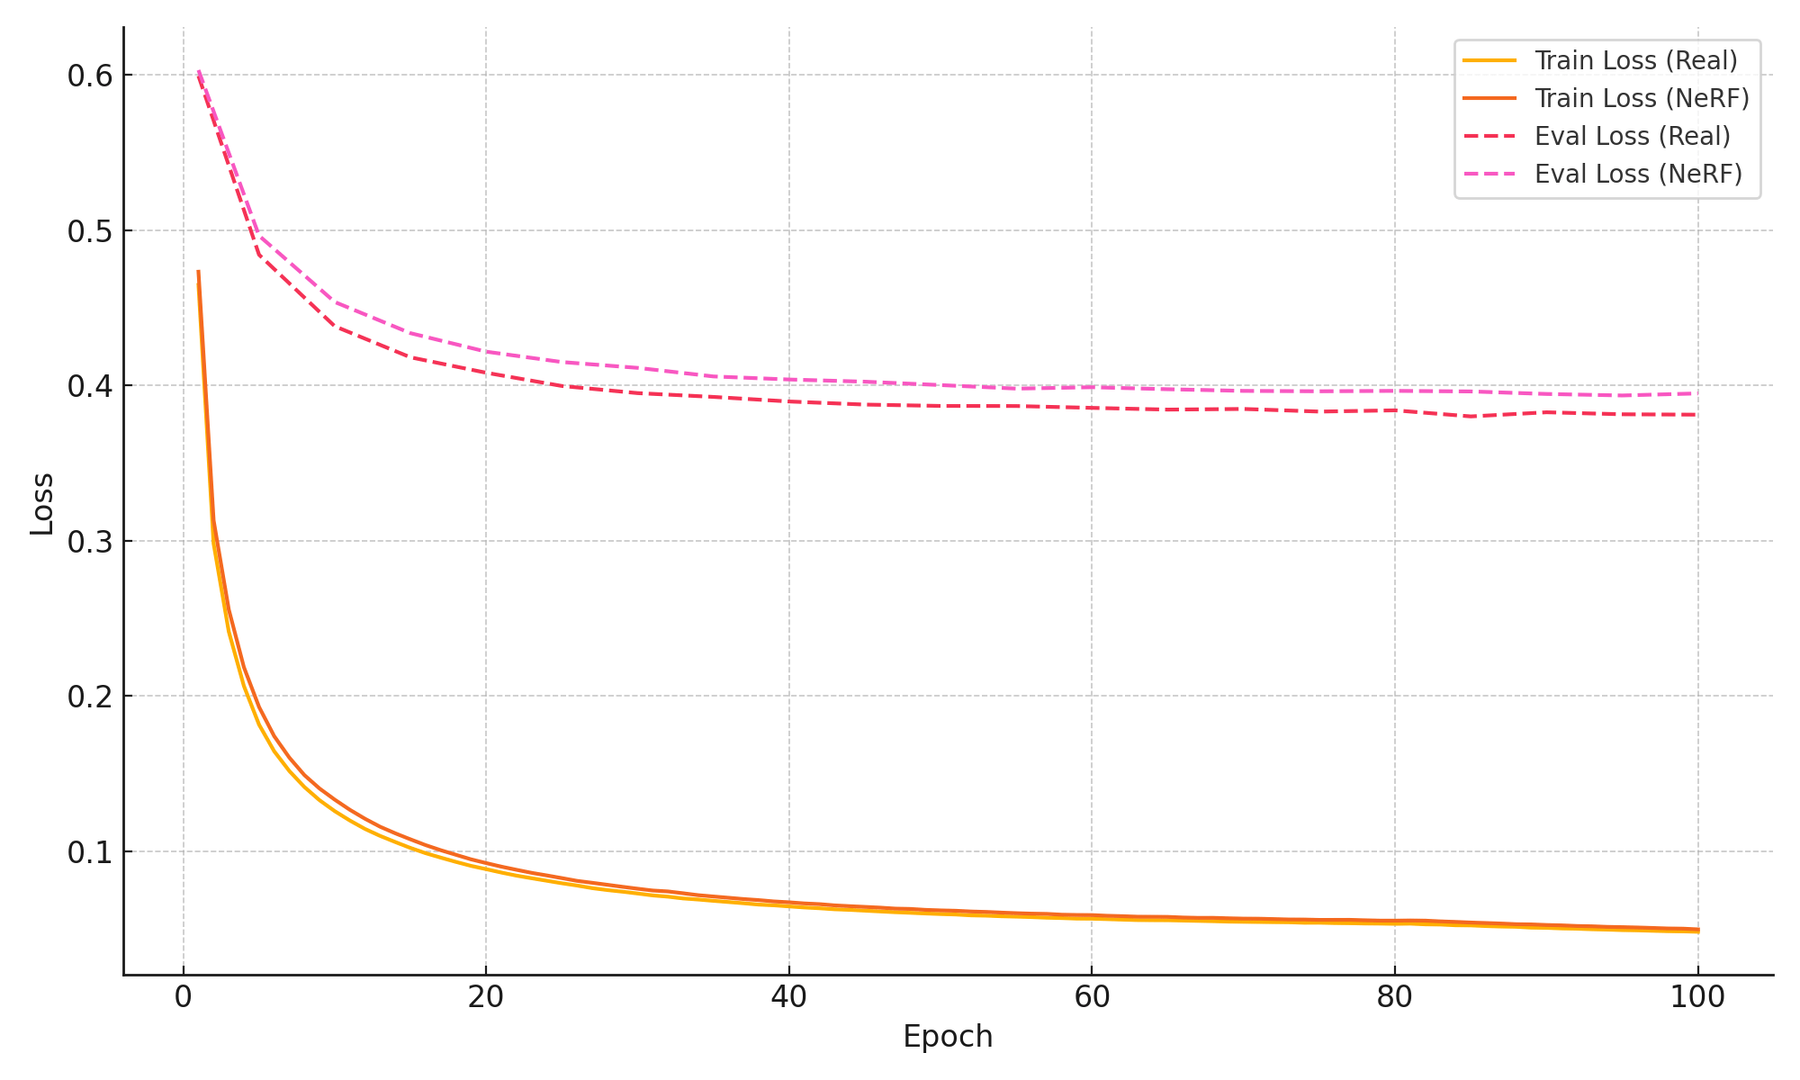 Train Loss (Real)
Train Loss (NeRF)
Eval Loss (Real)
Eval Loss (NeRF)
0.6
0.5
0.4
0.3
0.2
0.1
Loss
0 20 40 60 80 100
Epoch